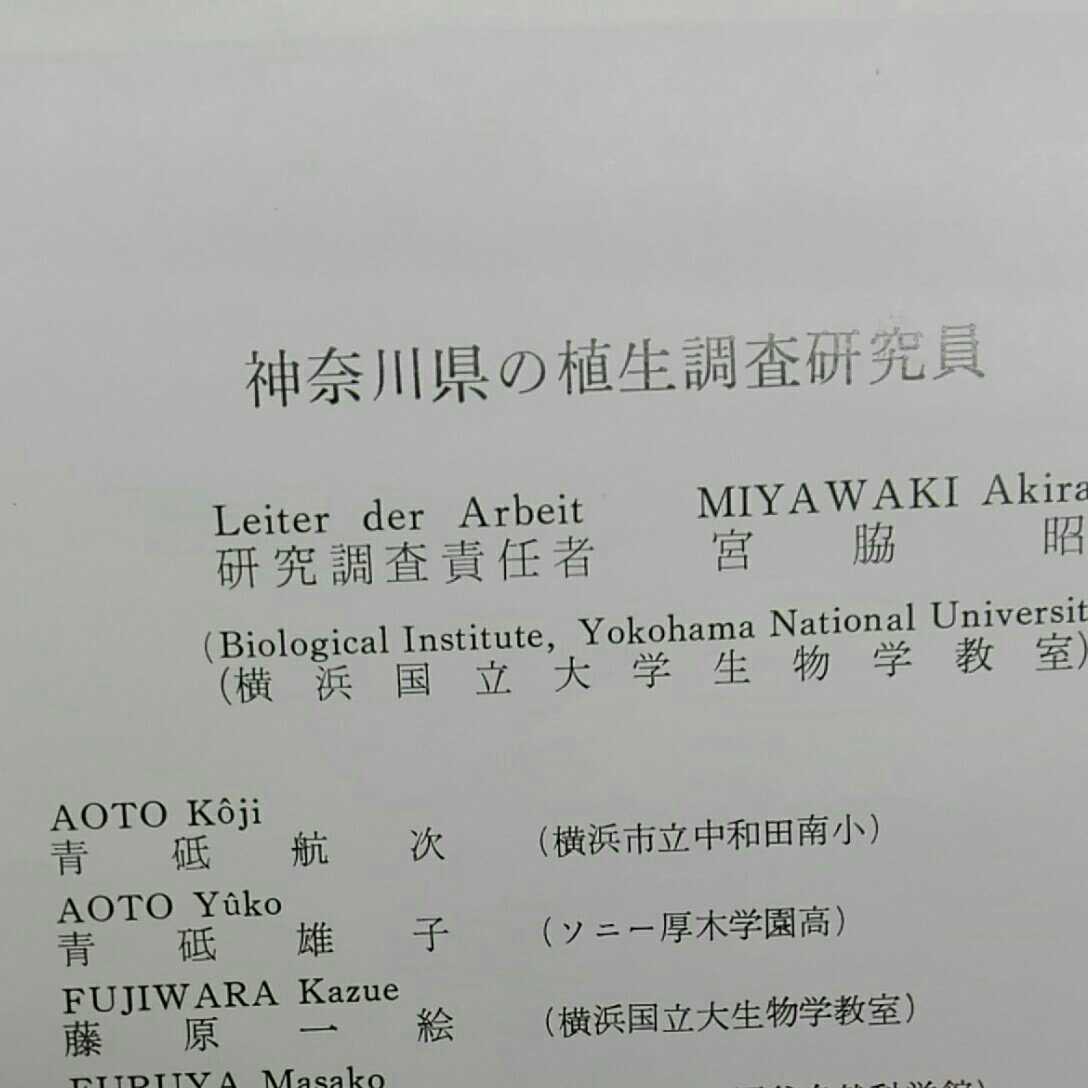 神奈川県の植生調査研究員
Leiter der Arbeit MIYAWAKI Akira
研究調査責任者 宮脇昭
(Biological Institute, Yokohama National Universit
(横浜国立大学生物学教室)
AOTO Kôji
青砥航次 (横浜市立中和田南小)
AOTO Yûko
青砥雄子 (ソニー厚木学園高)
FUJIWARA Kazue
藤原一絵 (横浜国立大生物学教室)
FURUYA Masako